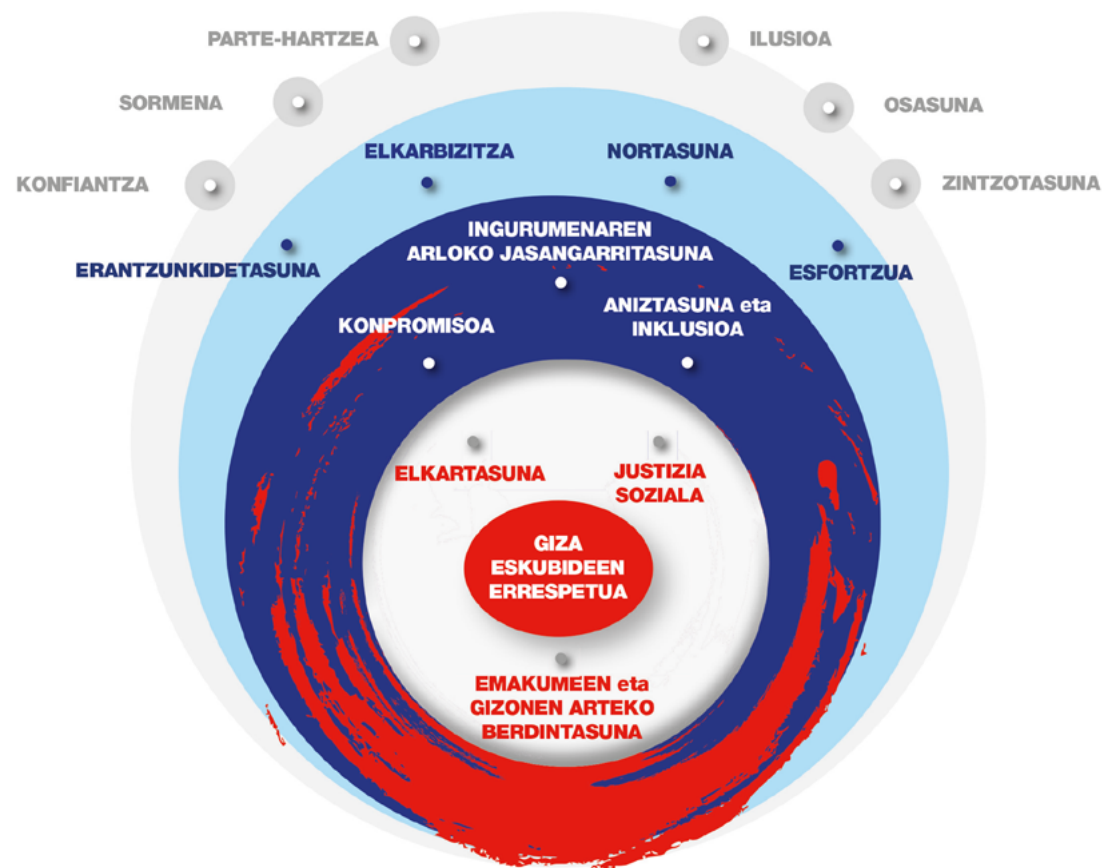 PARTE-HARTZEA
ILUSIOA
SORMENA
OSASUNA
KONFIANTZA
ZINTZOTASUNA
ELKARBIZITZA
NORTASUNA
ERANTZUNKIDETASUNA
ESFORTZUA
INGURUMENAREN
ARLOKO JASANGARRITASUNA
KONPROMISOA
ANIZTASUNA eta
INKLUSIOA
ELKARTASUNA
JUSTIZIA
SOZIALA
GIZA
ESKUBIDEEN
ERRESPETUA
EMAKUMEEN eta
GIZONEN ARTEKO
BERDINTASUNA